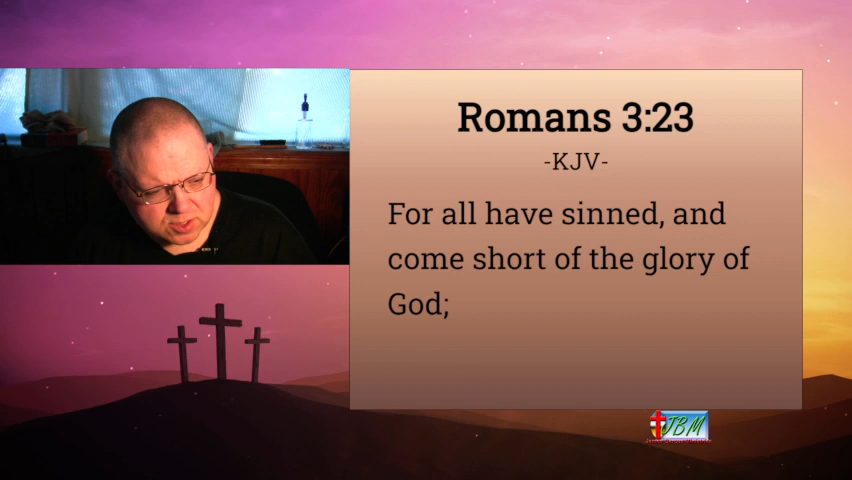 Romans 3:23
-KJV-
For all have sinned, and
come short of the glory of
God;
JBM